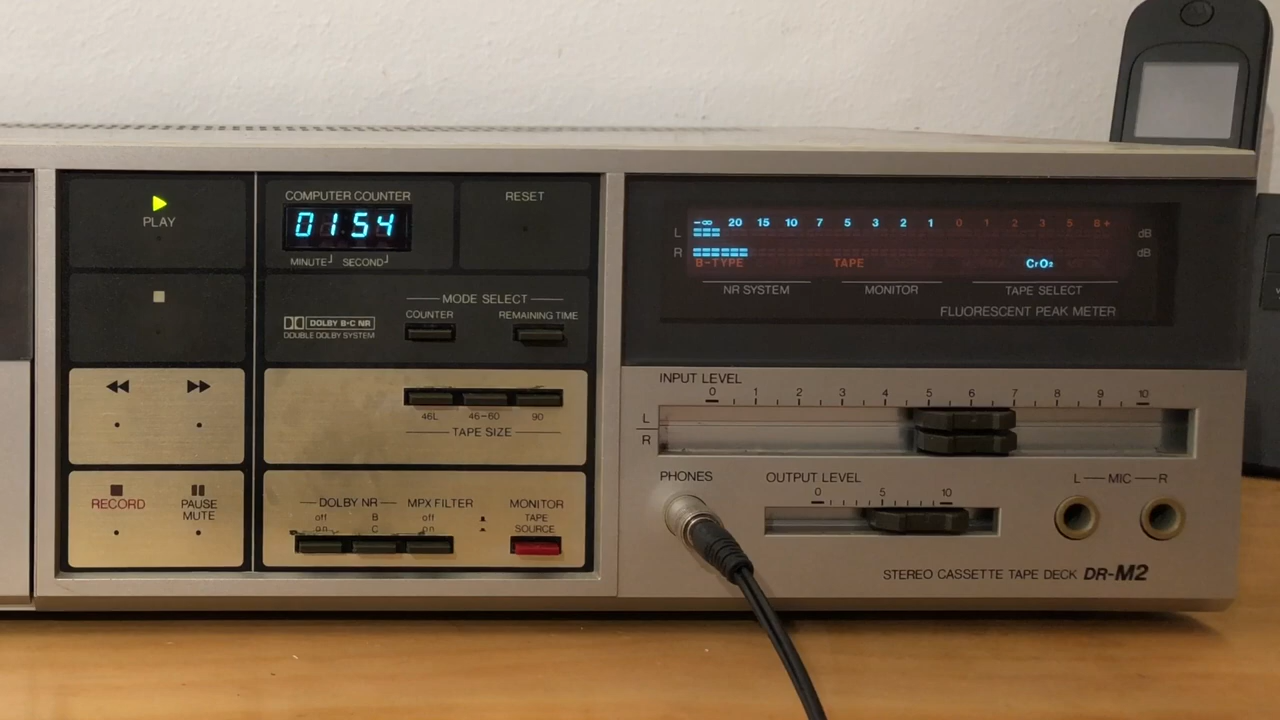 PLAY
COMPUTER COUNTER
01 54
MINUTE SECOND
RESET
MODE SELECT
COUNTER
REMAINING TIME
DOLBY B·C NR
DOUBLE DOLBY SYSTEM
46L 46-60 90
TAPE SIZE
RECORD
PAUSE
MUTE
DOLBY NR MPX FILTER
off B off
on C on
MONITOR
TAPE
SOURCE
-∞ 20 15 10 7 5 3 2 1 0 1 2 3 5 8+
L dB
R dB
B-TYPE TAPE CrO₂
NR SYSTEM MONITOR TAPE SELECT
FLUORESCENT PEAK METER
INPUT LEVEL
0 1 2 3 4 5 6 7 8 9 10
L
R
PHONES
OUTPUT LEVEL
0 5 10
L MIC R
STEREO CASSETTE TAPE DECK DR-M2